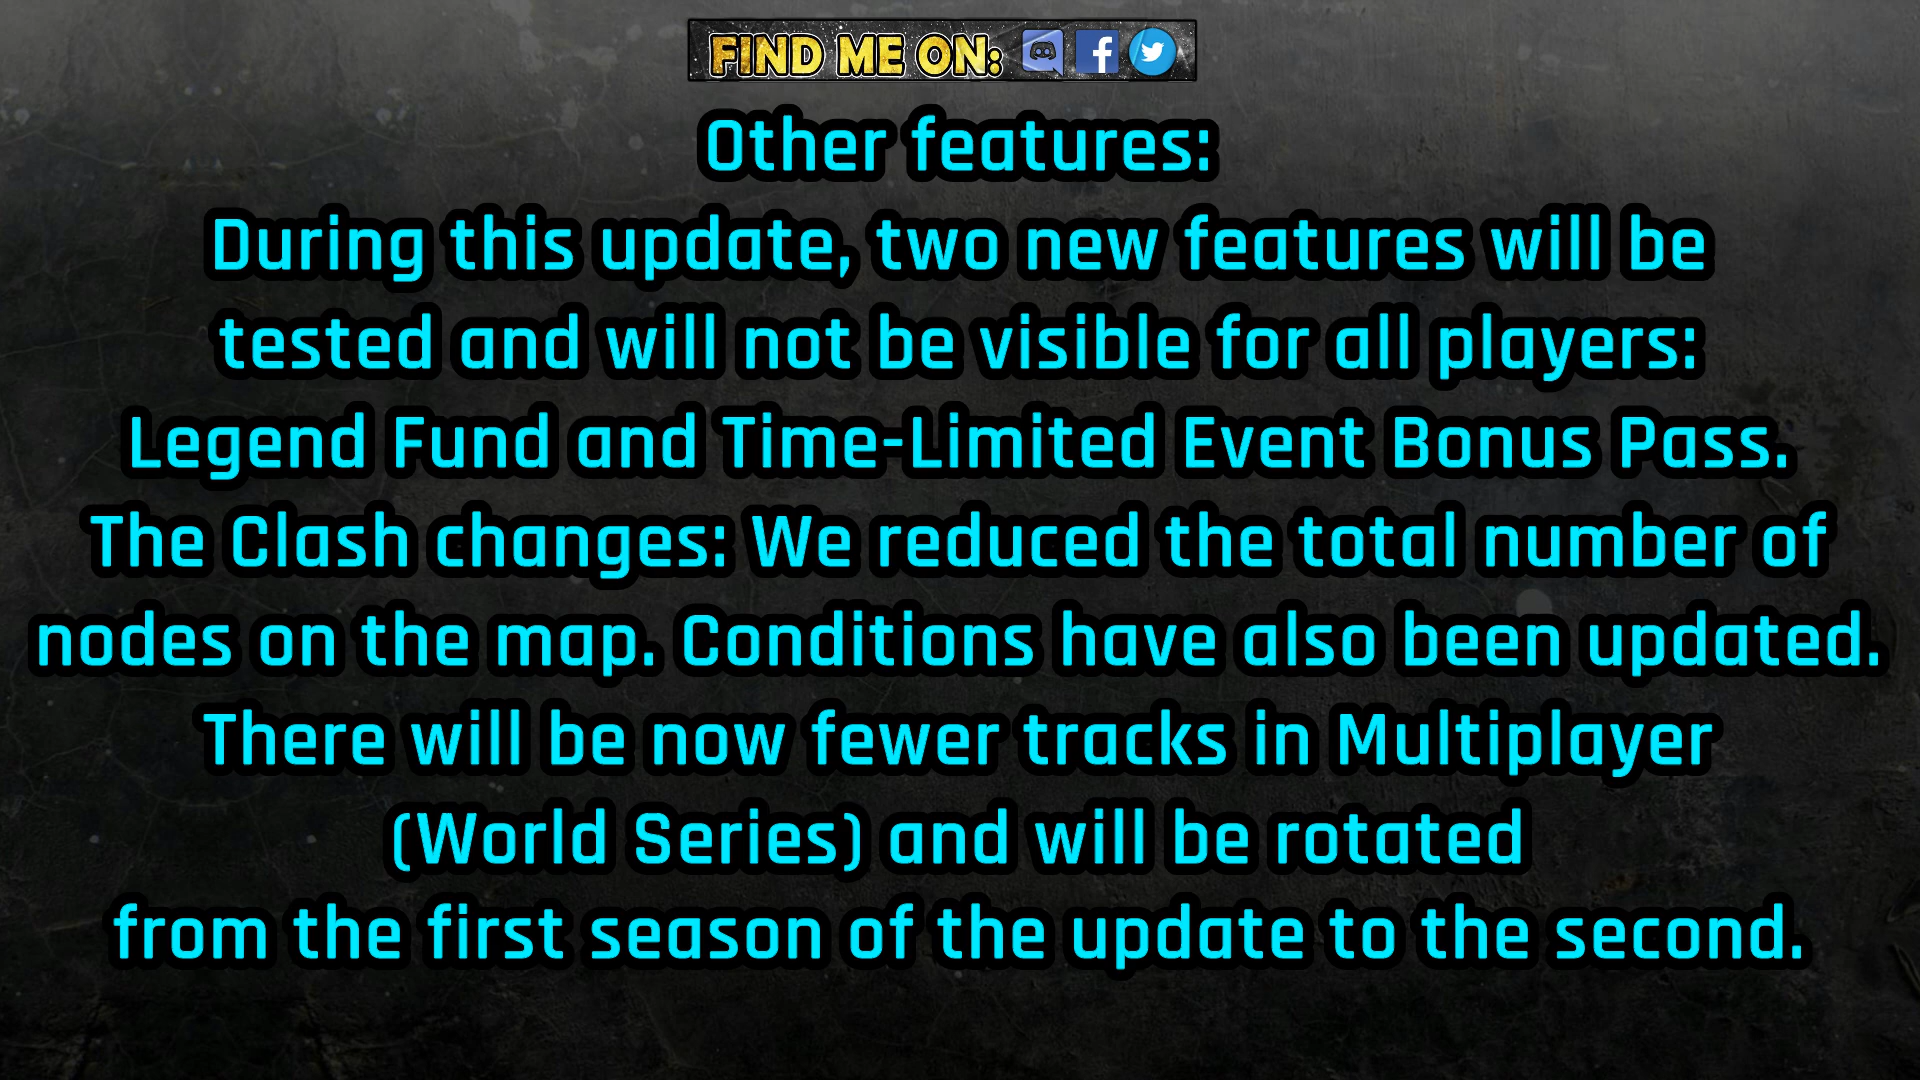 FIND ME ON:
Other features:
During this update, two new features will be
tested and will not be visible for all players:
Legend Fund and Time-Limited Event Bonus Pass.
The Clash changes: We reduced the total number of
nodes on the map. Conditions have also been updated.
There will be now fewer tracks in Multiplayer
(World Series) and will be rotated
from the first season of the update to the second.